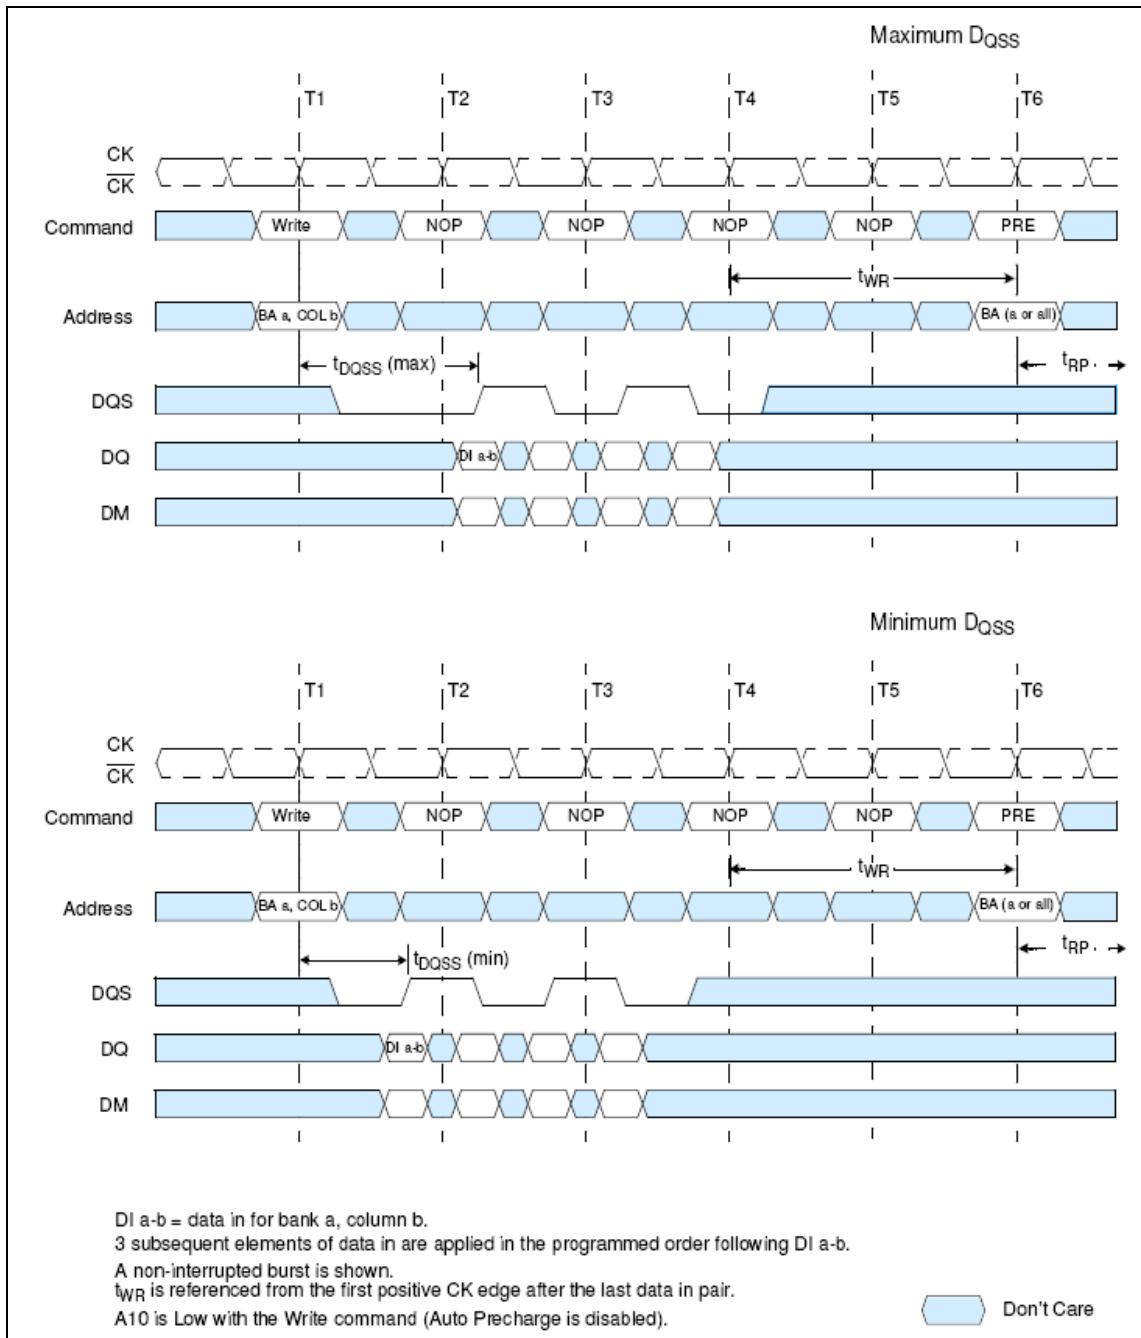 Maximum DQSS
T1 T2 T3 T4 T5 T6
CK
CK
Command Write NOP NOP NOP NOP PRE
tWR
Address BA a, COL b BA (a or all)
tDQSS (max) tRP
DQS
DQ DI a-b
DM
Minimum DQSS
T1 T2 T3 T4 T5 T6
CK
CK
Command Write NOP NOP NOP NOP PRE
tWR
Address BA a, COL b BA (a or all)
tDQSS (min) tRP
DQS
DQ DI a-b
DM
DI a-b = data in for bank a, column b.
3 subsequent elements of data in are applied in the programmed order following DI a-b.
A non-interrupted burst is shown.
tWR is referenced from the first positive CK edge after the last data in pair.
A10 is Low with the Write command (Auto Precharge is disabled).
Don't Care